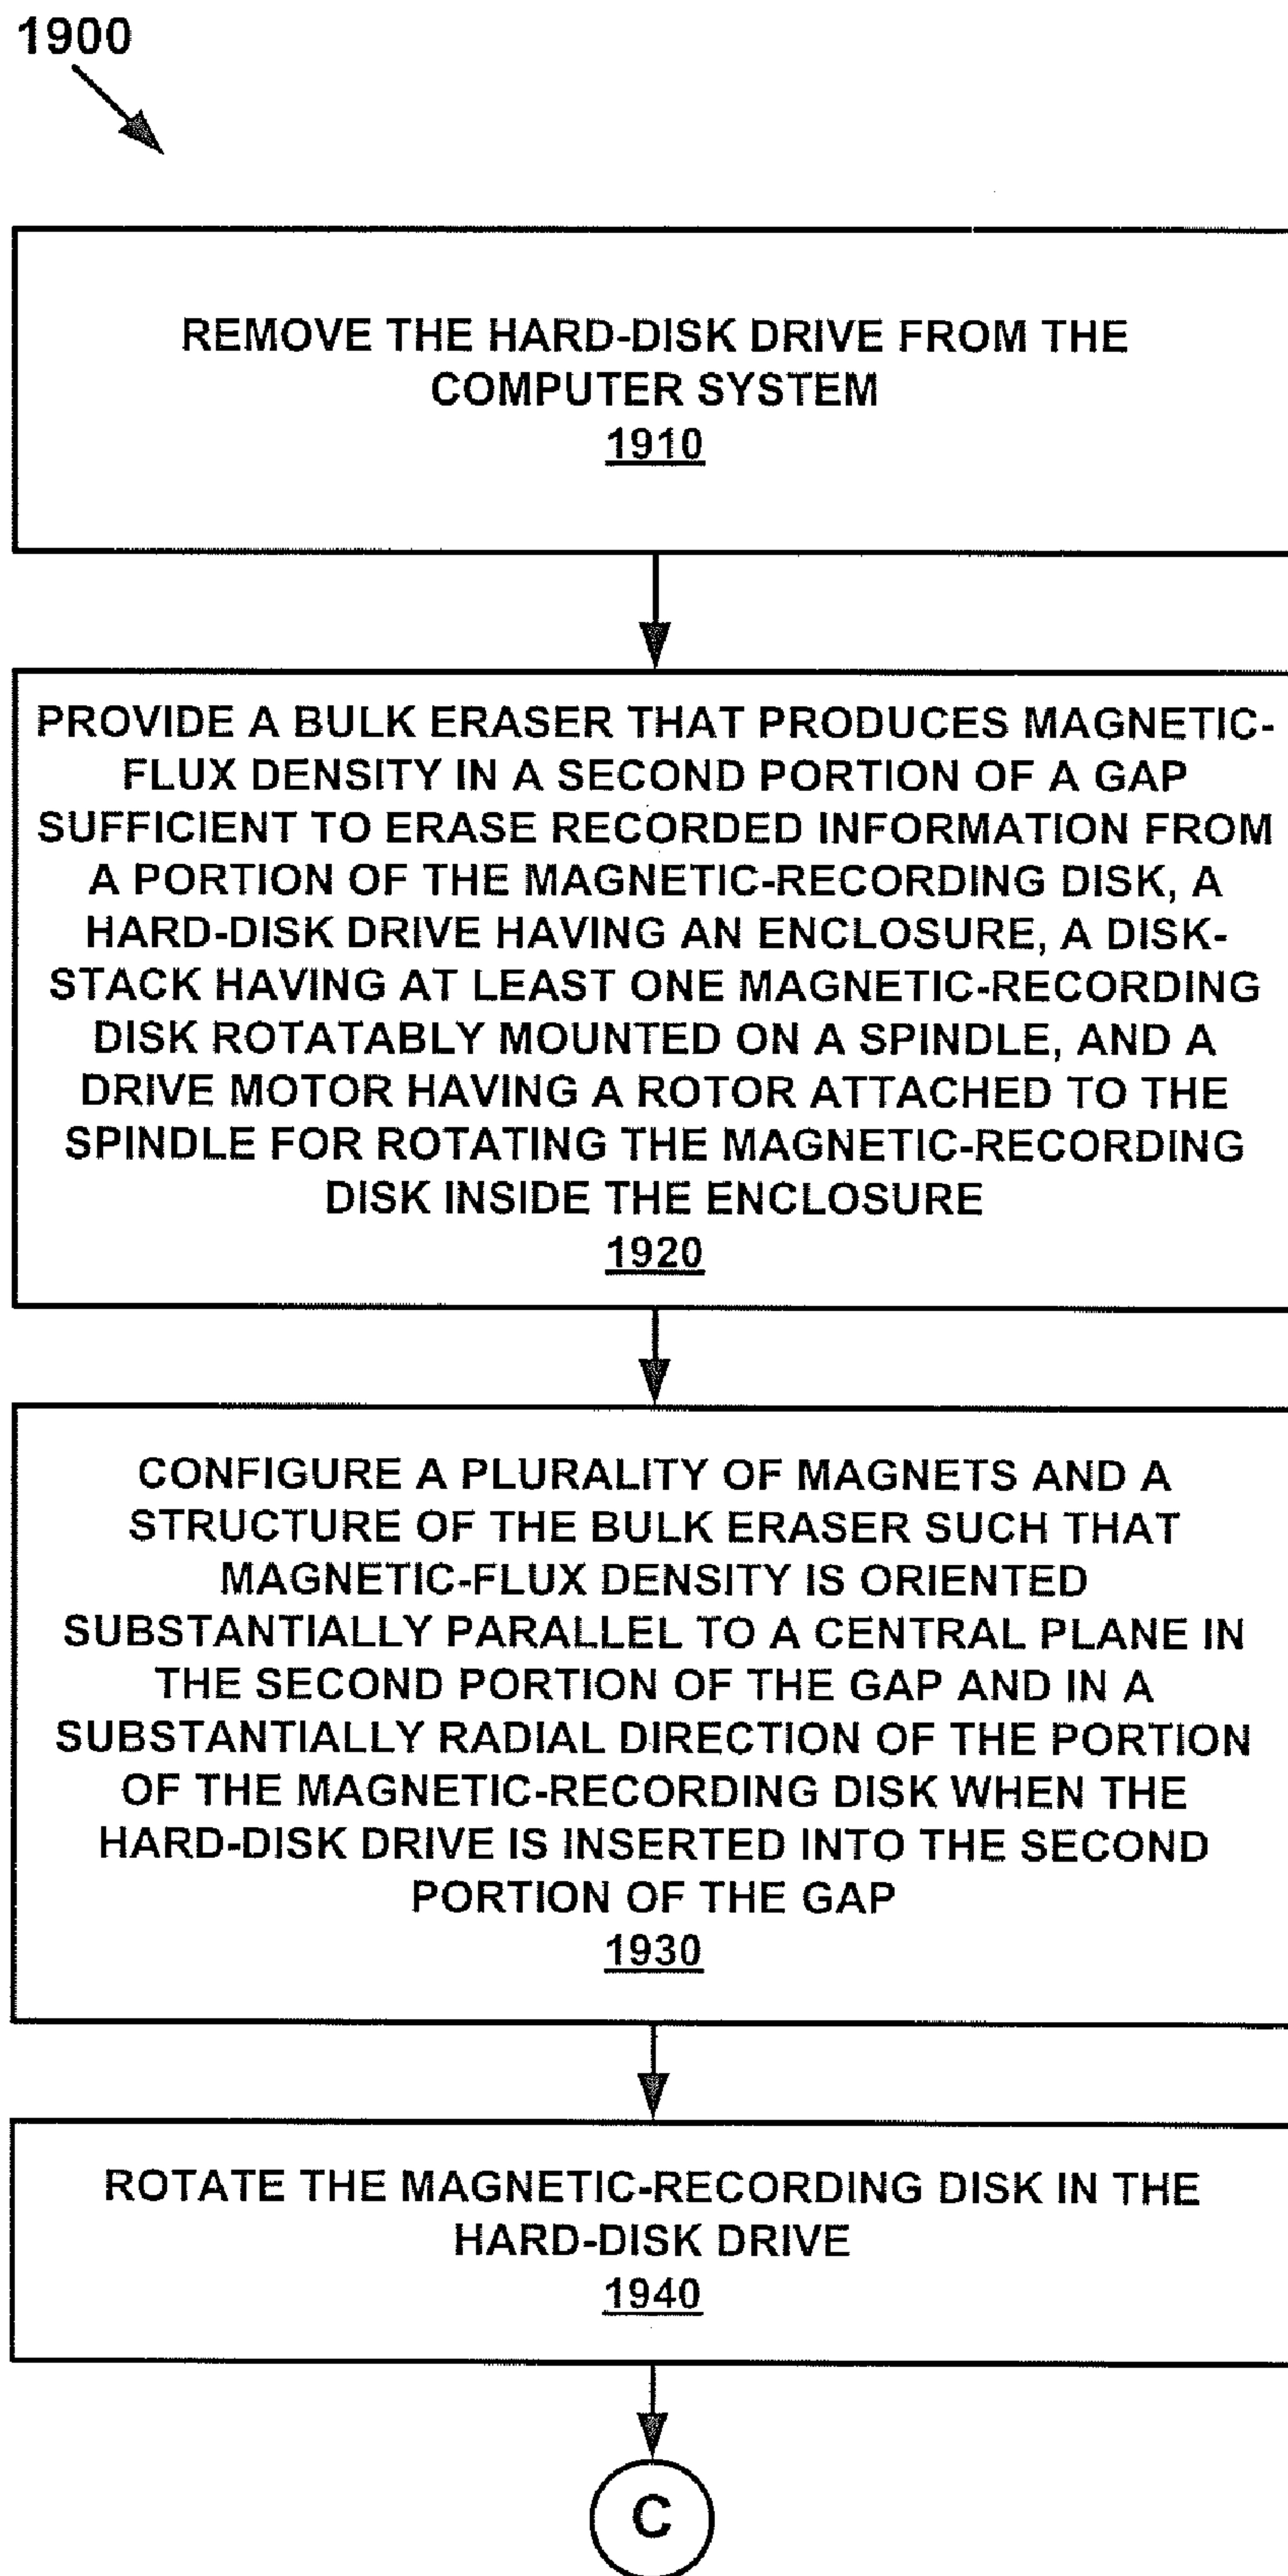 1900
REMOVE THE HARD-DISK DRIVE FROM THE
COMPUTER SYSTEM
1910
PROVIDE A BULK ERASER THAT PRODUCES MAGNETIC-
FLUX DENSITY IN A SECOND PORTION OF A GAP
SUFFICIENT TO ERASE RECORDED INFORMATION FROM
A PORTION OF THE MAGNETIC-RECORDING DISK, A
HARD-DISK DRIVE HAVING AN ENCLOSURE, A DISK-
STACK HAVING AT LEAST ONE MAGNETIC-RECORDING
DISK ROTATABLY MOUNTED ON A SPINDLE, AND A
DRIVE MOTOR HAVING A ROTOR ATTACHED TO THE
SPINDLE FOR ROTATING THE MAGNETIC-RECORDING
DISK INSIDE THE ENCLOSURE
1920
CONFIGURE A PLURALITY OF MAGNETS AND A
STRUCTURE OF THE BULK ERASER SUCH THAT
MAGNETIC-FLUX DENSITY IS ORIENTED
SUBSTANTIALLY PARALLEL TO A CENTRAL PLANE IN
THE SECOND PORTION OF THE GAP AND IN A
SUBSTANTIALLY RADIAL DIRECTION OF THE PORTION
OF THE MAGNETIC-RECORDING DISK WHEN THE
HARD-DISK DRIVE IS INSERTED INTO THE SECOND
PORTION OF THE GAP
1930
ROTATE THE MAGNETIC-RECORDING DISK IN THE
HARD-DISK DRIVE
1940
C